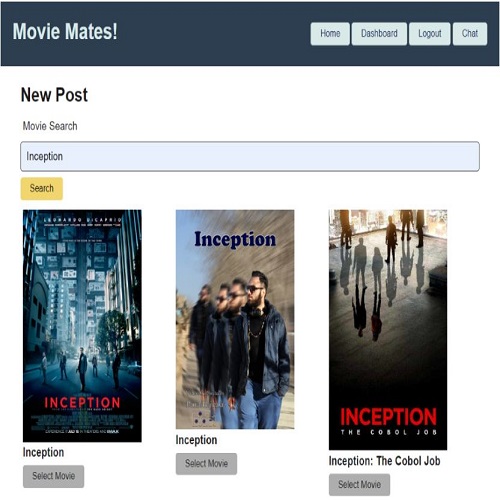 Movie Mates!
Home Dashboard Logout Chat
New Post
Movie Search
Inception
Search
LEONARDO DiCAPRIO
INCEPTION
Inception
Select Movie
Inception
Inception
Select Movie
INCEPTION
THE COBOL JOB
Inception: The Cobol Job
Select Movie